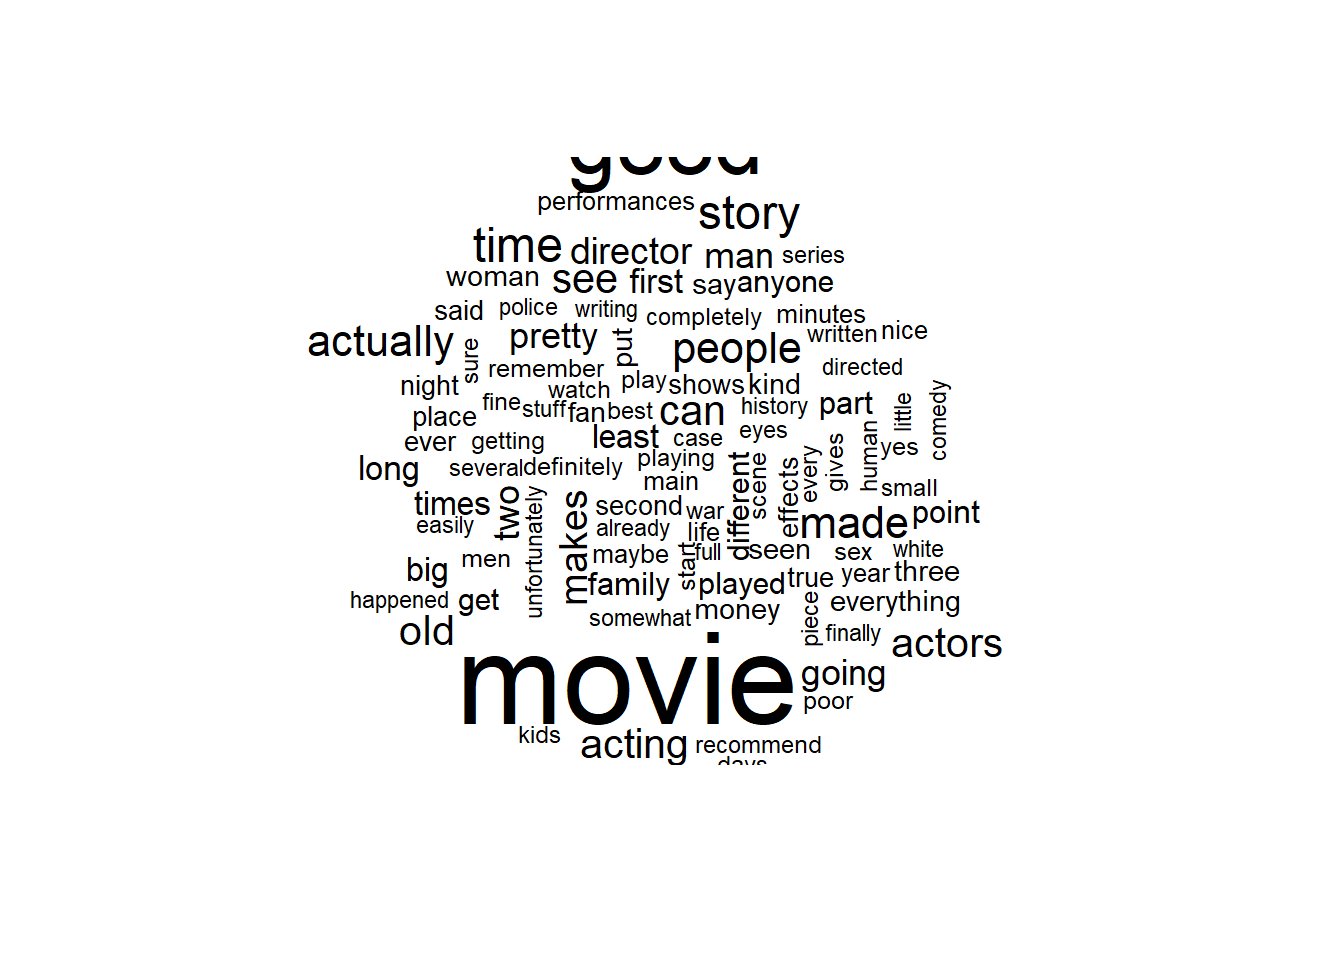 good
performances story
time director man series
woman see first say anyone
said police writing completely minutes
actually sure pretty put people written nice
remember directed
night watch play shows kind
place fine stuff fan best can history part little comedy
ever getting least case eyes human yes
long several definitely playing different scene effects every gives
main small
times two unfortunately makes second war made point
easily already life
big men maybe start full seen sex white
family played true year three
happened get somewhat money piece everything
old finally actors
movie going
poor
kids acting recommend
days